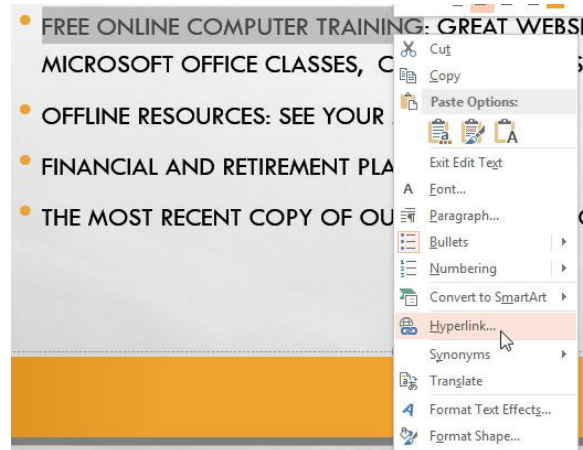 FREE ONLINE COMPUTER TRAINING: GREAT WEBSI
MICROSOFT OFFICE CLASSES, C
OFFLINE RESOURCES: SEE YOUR
FINANCIAL AND RETIREMENT PLA
THE MOST RECENT COPY OF OU
Cut
Copy
Paste Options:
Exit Edit Text
Font...
Paragraph...
Bullets
Numbering
Convert to SmartArt
Hyperlink...
Synonyms
Translate
Format Text Effects...
Format Shape...